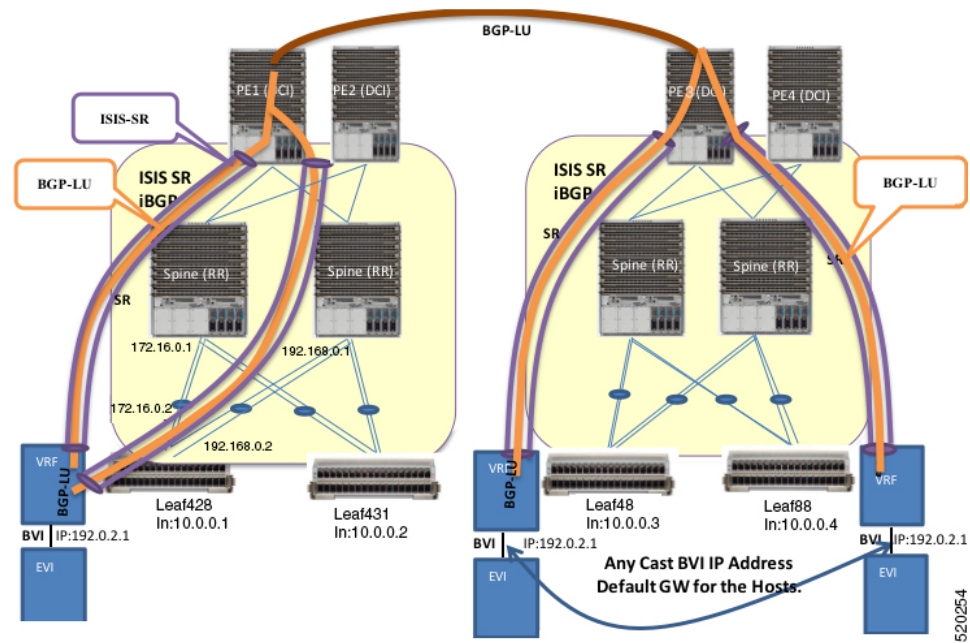 BGP-LU
PE1 (DCI)
PE2 (DCI)
PE3 (DCI)
PE4 (DCI)
ISIS-SR
BGP-LU
ISIS SR
iBGP
SR
Spine (RR)
Spine (RR)
172.16.0.1
192.168.0.1
172.16.0.2
192.168.0.2
VRF
BGP-LU
Leaf428
In:10.0.0.1
Leaf431
In:10.0.0.2
BVI
IP:192.0.2.1
EVI
ISIS SR
iBGP
SR
SR
BGP-LU
Spine (RR)
Spine (RR)
VRF
BGP-LU
Leaf48
In:10.0.0.3
Leaf88
In:10.0.0.4
VRF
BVI
IP:192.0.2.1
BVI
IP:192.0.2.1
EVI
Any Cast BVI IP Address
Default GW for the Hosts.
EVI
520254